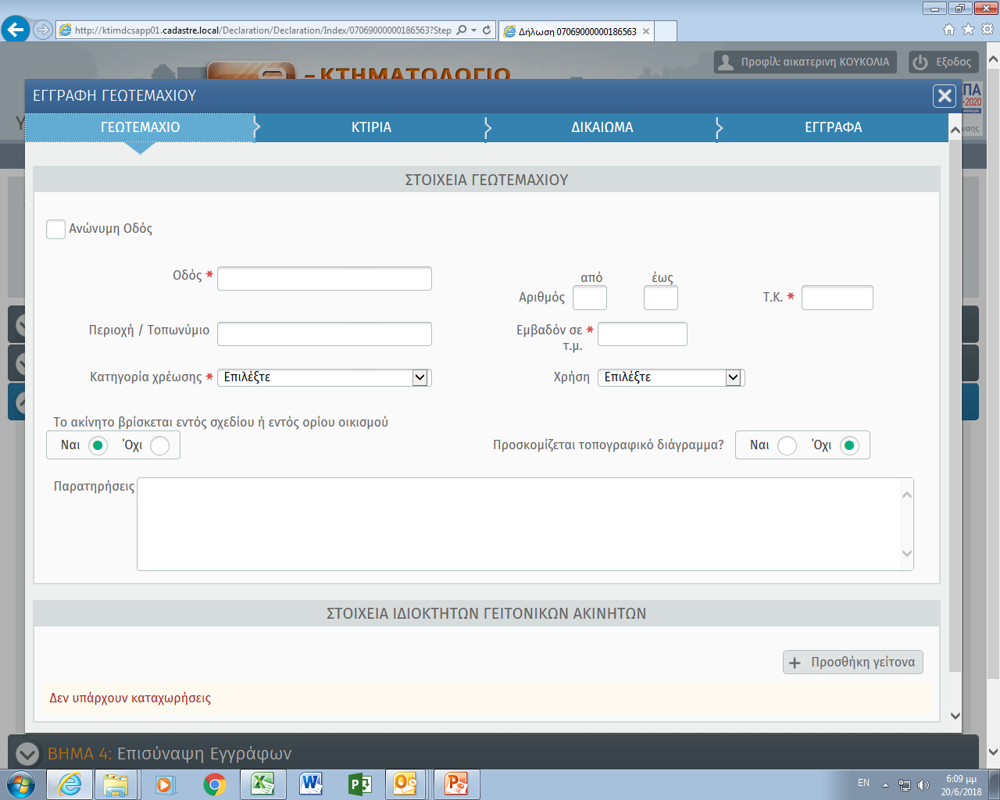 http://ktimdcsapp01.cadastre.local/Declaration/Declaration/Index/07069000000186563?Step
Δήλωση 07069000000186563
Προφίλ: αικατερινη ΚΟΥΚΟΛΙΑ
Εξοδος
– ΚΤΗΜΑΤΟΛΟΓΙΟ
ΕΓΓΡΑΦΗ ΓΕΩΤΕΜΑΧΙΟΥ
ΓΕΩΤΕΜΑΧΙΟ
ΚΤΙΡΙΑ
ΔΙΚΑΙΩΜΑ
ΕΓΓΡΑΦΑ
ΣΤΟΙΧΕΙΑ ΓΕΩΤΕΜΑΧΙΟΥ
Ανώνυμη Οδός
Οδός *
από
έως
Αριθμός
Τ.Κ. *
Περιοχή / Τοπωνύμιο
Εμβαδόν σε *
τ.μ.
Κατηγορία χρέωσης *
Επιλέξτε
Χρήση
Επιλέξτε
Το ακίνητο βρίσκεται εντός σχεδίου ή εντός ορίου οικισμού
Ναι
Όχι
Προσκομίζεται τοπογραφικό διάγραμμα?
Ναι
Όχι
Παρατηρήσεις
ΣΤΟΙΧΕΙΑ ΙΔΙΟΚΤΗΤΩΝ ΓΕΙΤΟΝΙΚΩΝ ΑΚΙΝΗΤΩΝ
+ Προσθήκη γείτονα
Δεν υπάρχουν καταχωρήσεις
ΒΗΜΑ 4: Επισύναψη Εγγράφων
EN
6:09 μμ
20/6/2018